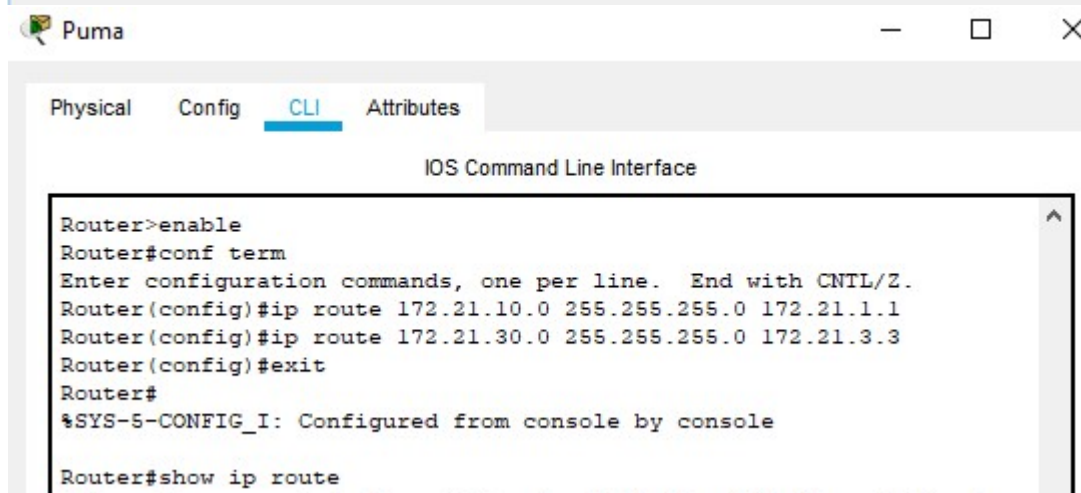 Puma
Physical Config CLI Attributes
IOS Command Line Interface
Router>enable
Router#conf term
Enter configuration commands, one per line.  End with CNTL/Z.
Router(config)#ip route 172.21.10.0 255.255.255.0 172.21.1.1
Router(config)#ip route 172.21.30.0 255.255.255.0 172.21.3.3
Router(config)#exit
Router#
%SYS-5-CONFIG_I: Configured from console by console
Router#show ip route